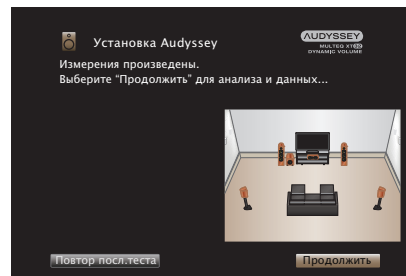 Установка Audyssey
AUDYSSEY
MULTEQ XT32
DYNAMIC VOLUME
Измерения произведены.
Выберите “Продолжить” для анализа и данных...
Повтор посл.теста
Продолжить